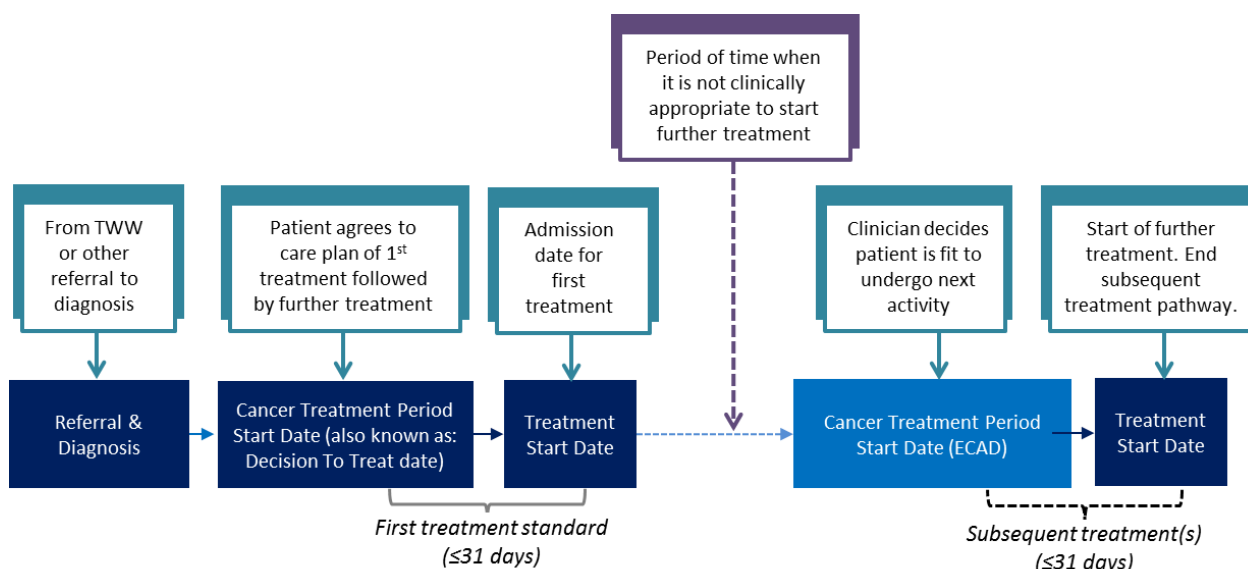 Period of time when
it is not clinically
appropriate to start
further treatment
From TWW
or other
referral to
diagnosis
Patient agrees to
care plan of 1st
treatment followed
by further treatment
Admission
date for
first
treatment
Clinician decides
patient is fit to
undergo next
activity
Start of further
treatment. End
subsequent
treatment pathway.
Referral &
Diagnosis
Cancer Treatment Period
Start Date (also known as:
Decision To Treat date)
Treatment
Start Date
Cancer Treatment Period
Start Date (ECAD)
Treatment
Start Date
First treatment standard
(≤31 days)
Subsequent treatment(s)
(≤31 days)